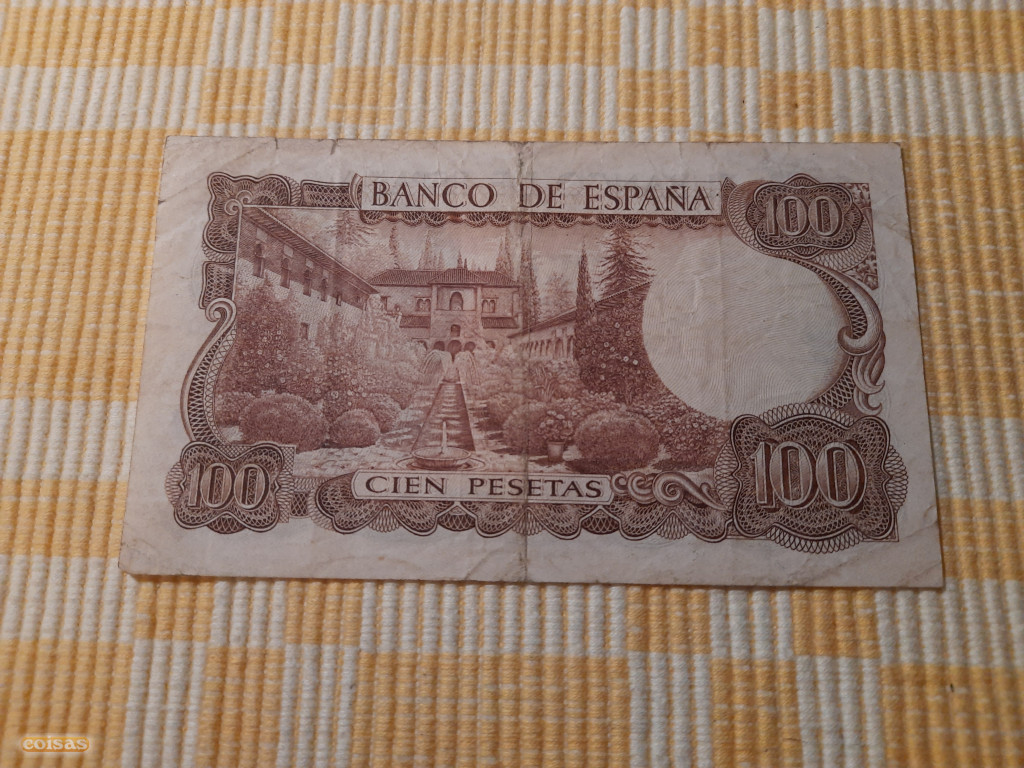 BANCO DE ESPAÑA
100
100
100
CIEN PESETAS
coisas